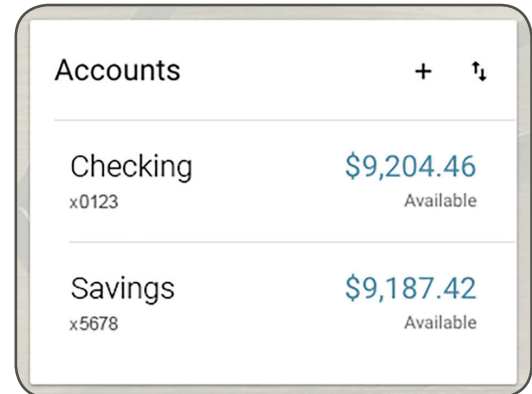 Accounts
Checking $9,204.46
x0123 Available
Savings $9,187.42
x5678 Available